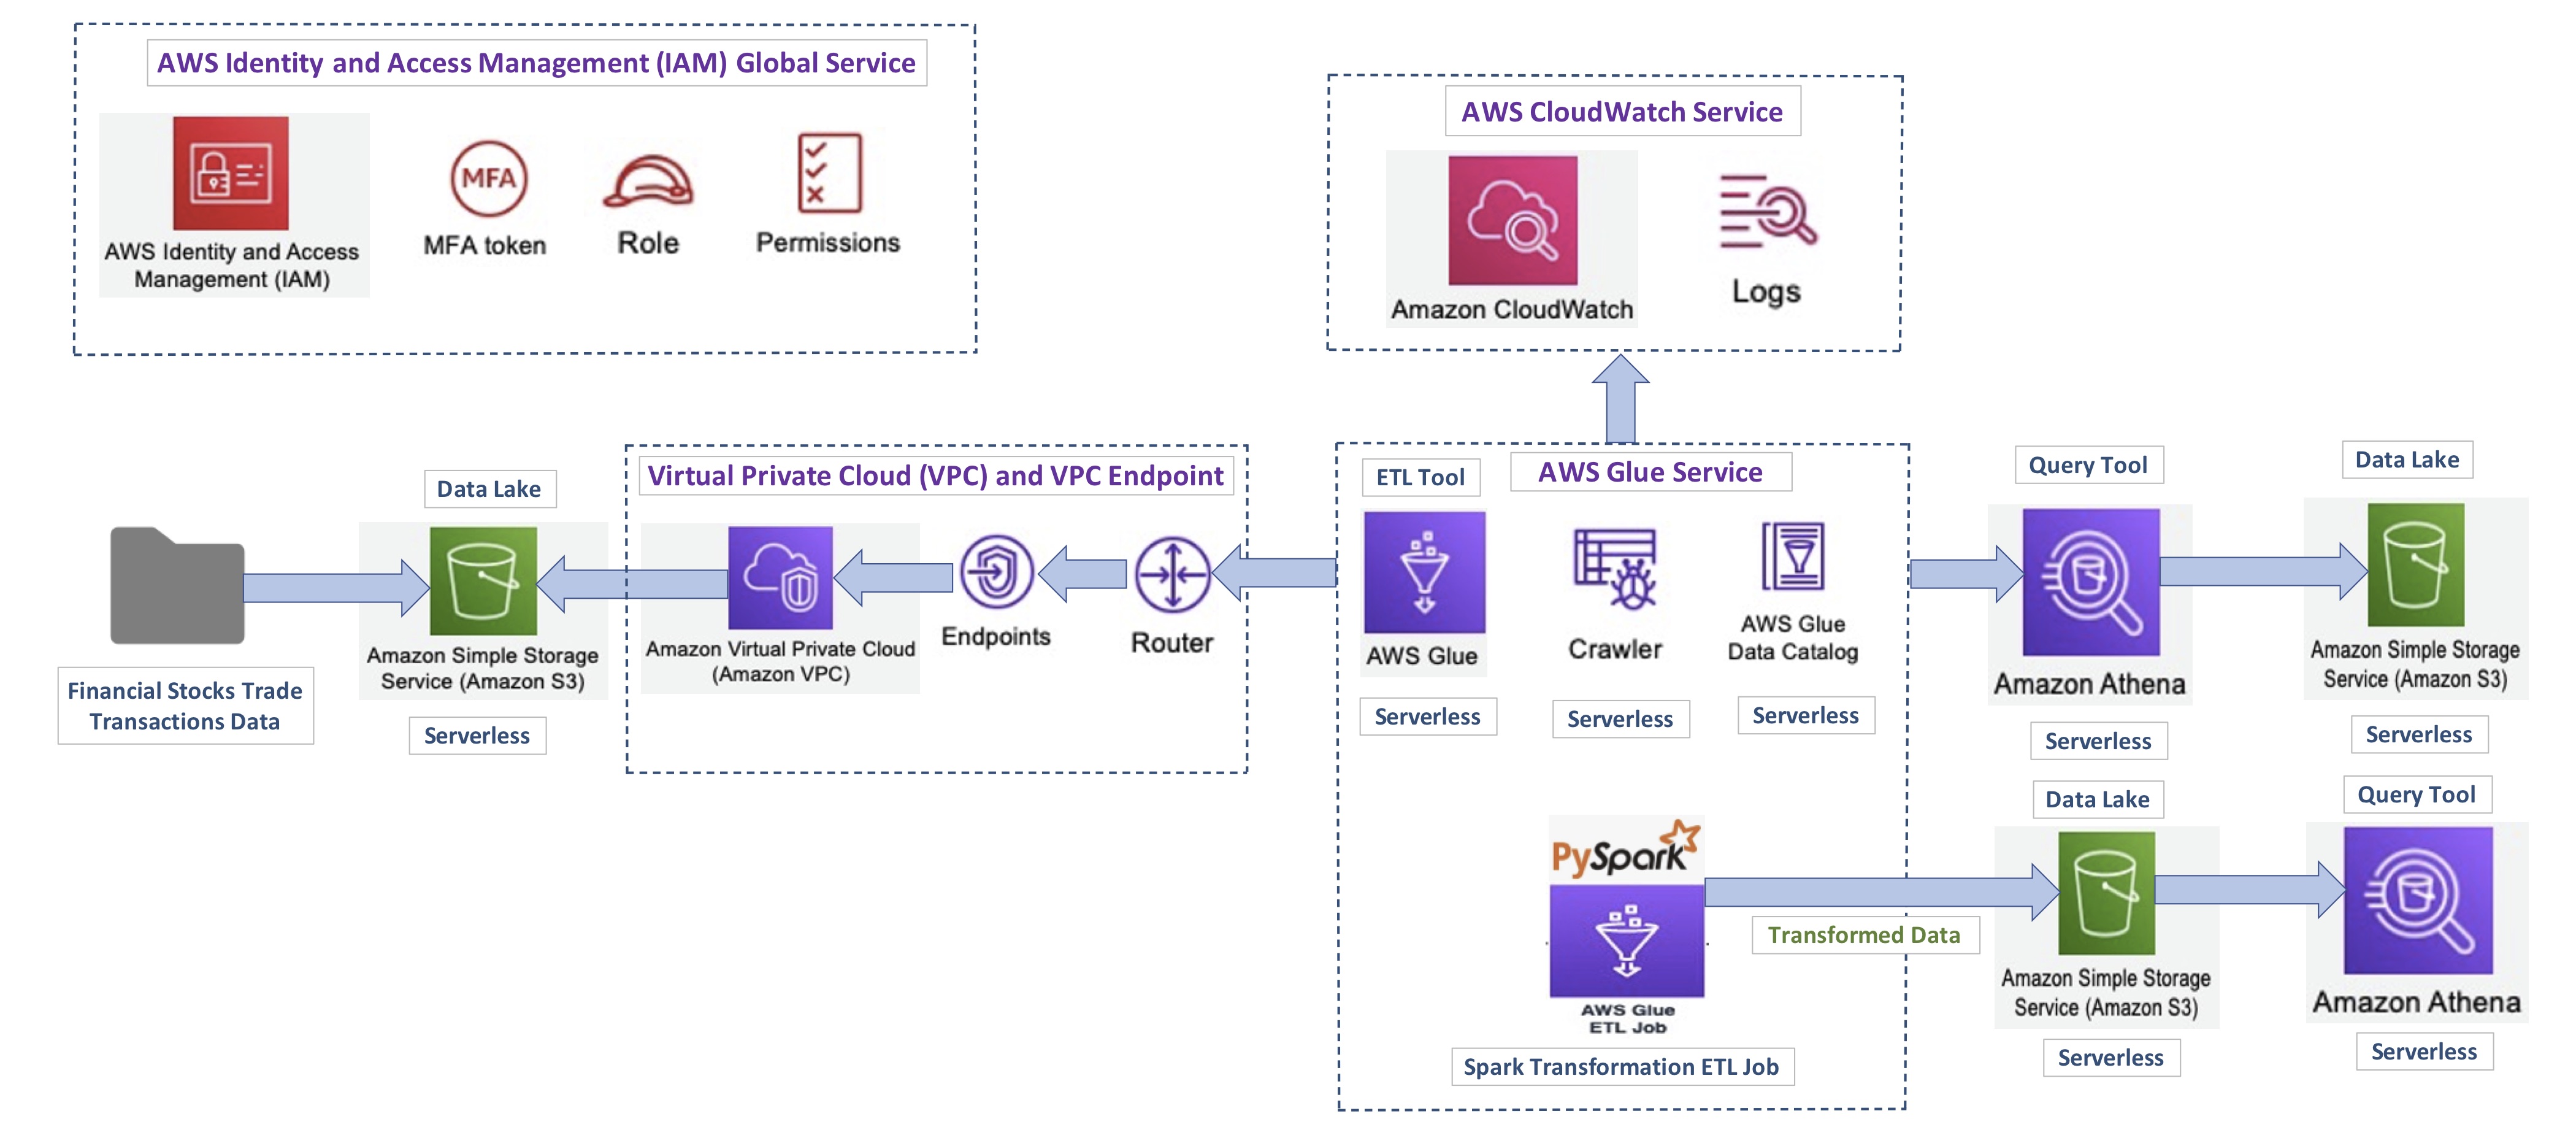 AWS Identity and Access Management (IAM) Global Service
AWS Identity and Access
Management (IAM)
MFA
MFA token
Role
Permissions
AWS CloudWatch Service
Amazon CloudWatch
Logs
Financial Stocks Trade
Transactions Data
Data Lake
Amazon Simple Storage
Service (Amazon S3)
Serverless
Virtual Private Cloud (VPC) and VPC Endpoint
Amazon Virtual Private Cloud
(Amazon VPC)
Endpoints
Router
ETL Tool
AWS Glue Service
AWS Glue
Serverless
Crawler
Serverless
AWS Glue
Data Catalog
Serverless
PySpark
AWS Glue
ETL Job
Spark Transformation ETL Job
Transformed Data
Query Tool
Amazon Athena
Serverless
Data Lake
Amazon Simple Storage
Service (Amazon S3)
Serverless
Data Lake
Amazon Simple Storage
Service (Amazon S3)
Serverless
Query Tool
Amazon Athena
Serverless